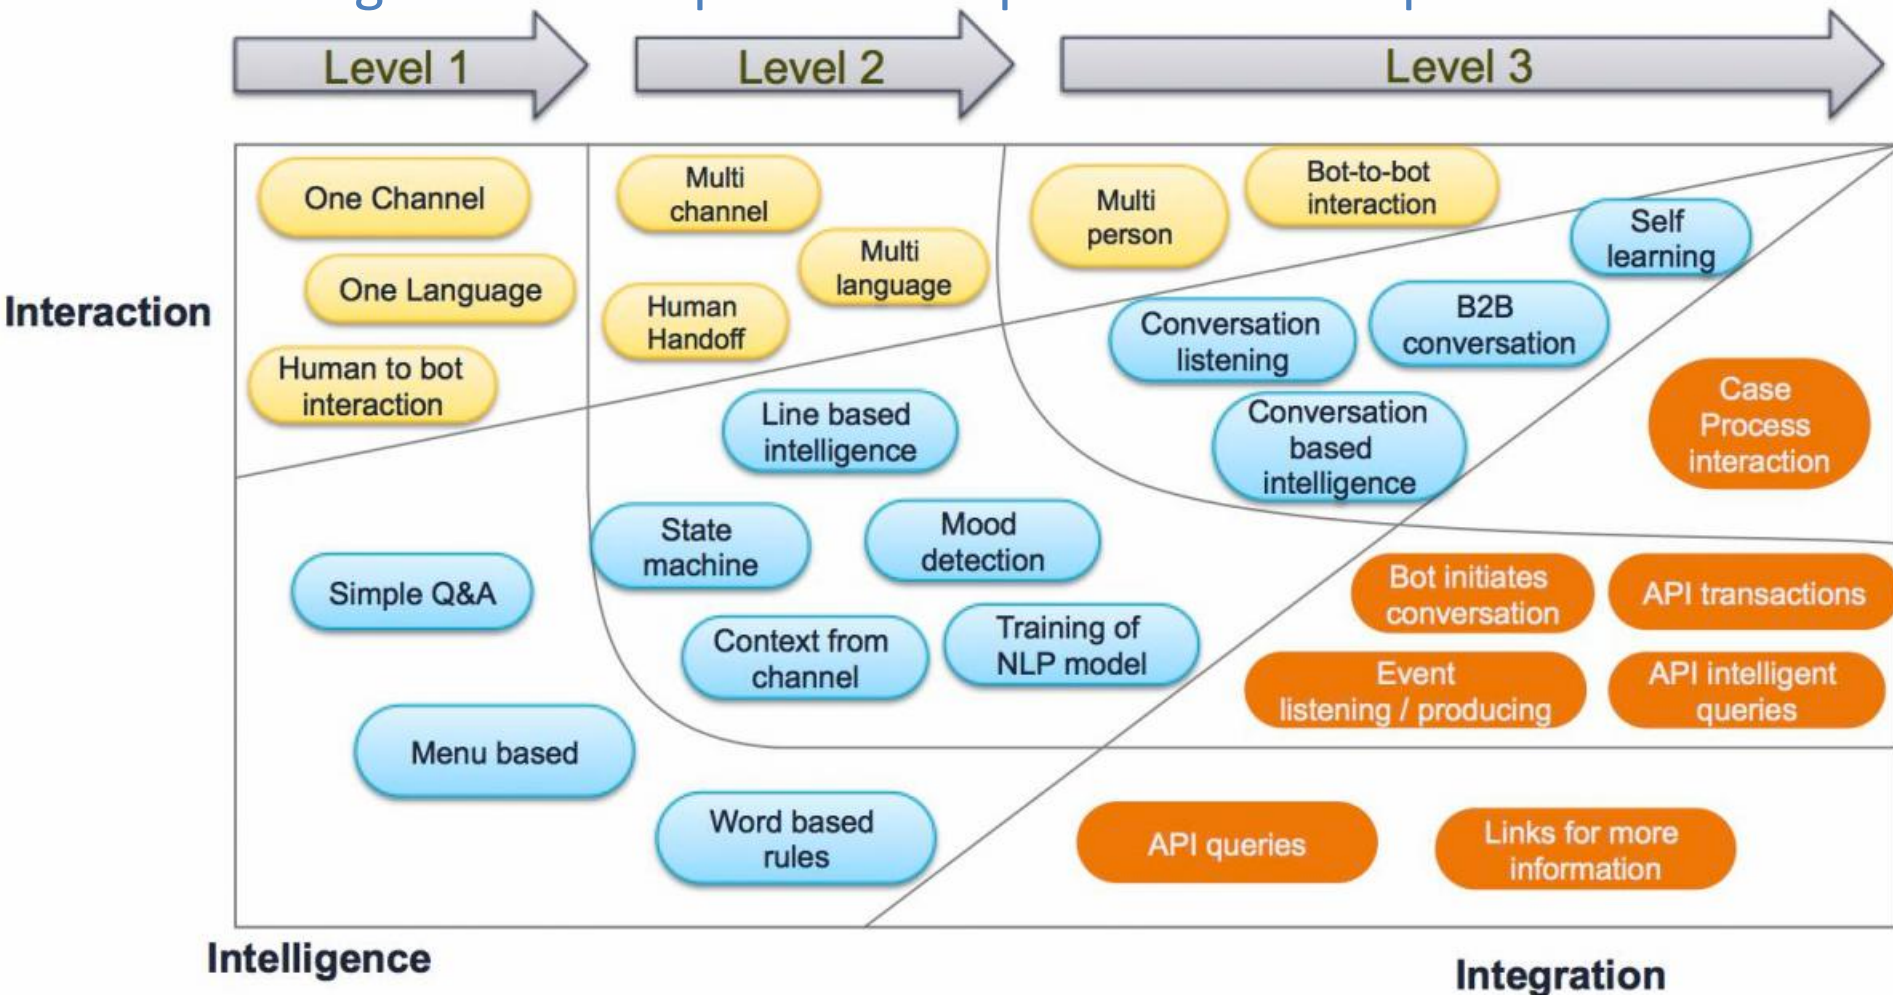 Level 1
Level 2
Level 3
One Channel
One Language
Human to bot
interaction
Multi
channel
Multi
language
Human
Handoff
Multi
person
Bot-to-bot
interaction
Interaction
Self
learning
Conversation
listening
B2B
conversation
Conversation
based
intelligence
Line based
intelligence
State
machine
Mood
detection
Context from
channel
Training of
NLP model
Simple Q&A
Menu based
Word based
rules
Case
Process
interaction
Bot initiates
conversation
API transactions
Event
listening / producing
API intelligent
queries
API queries
Links for more
information
Intelligence
Integration